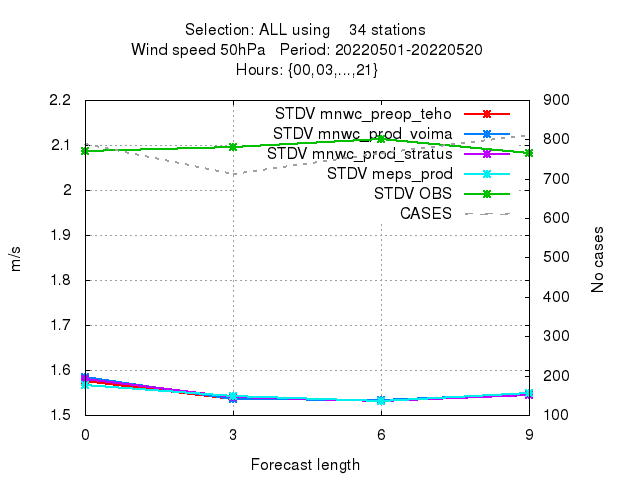 Selection: ALL using 34 stations
Wind speed 50hPa Period: 20220501-20220520
Hours: {00,03,...,21}
2.2
2.1
2
1.9
1.8
1.7
1.6
1.5
m/s
STDV mnwc_preop_teho
STDV mnwc_prod_voima
STDV mnwc_prod_stratus
STDV meps_prod
STDV OBS
CASES
900
800
700
600
500
400
300
200
100
No cases
0 3 6 9
Forecast length